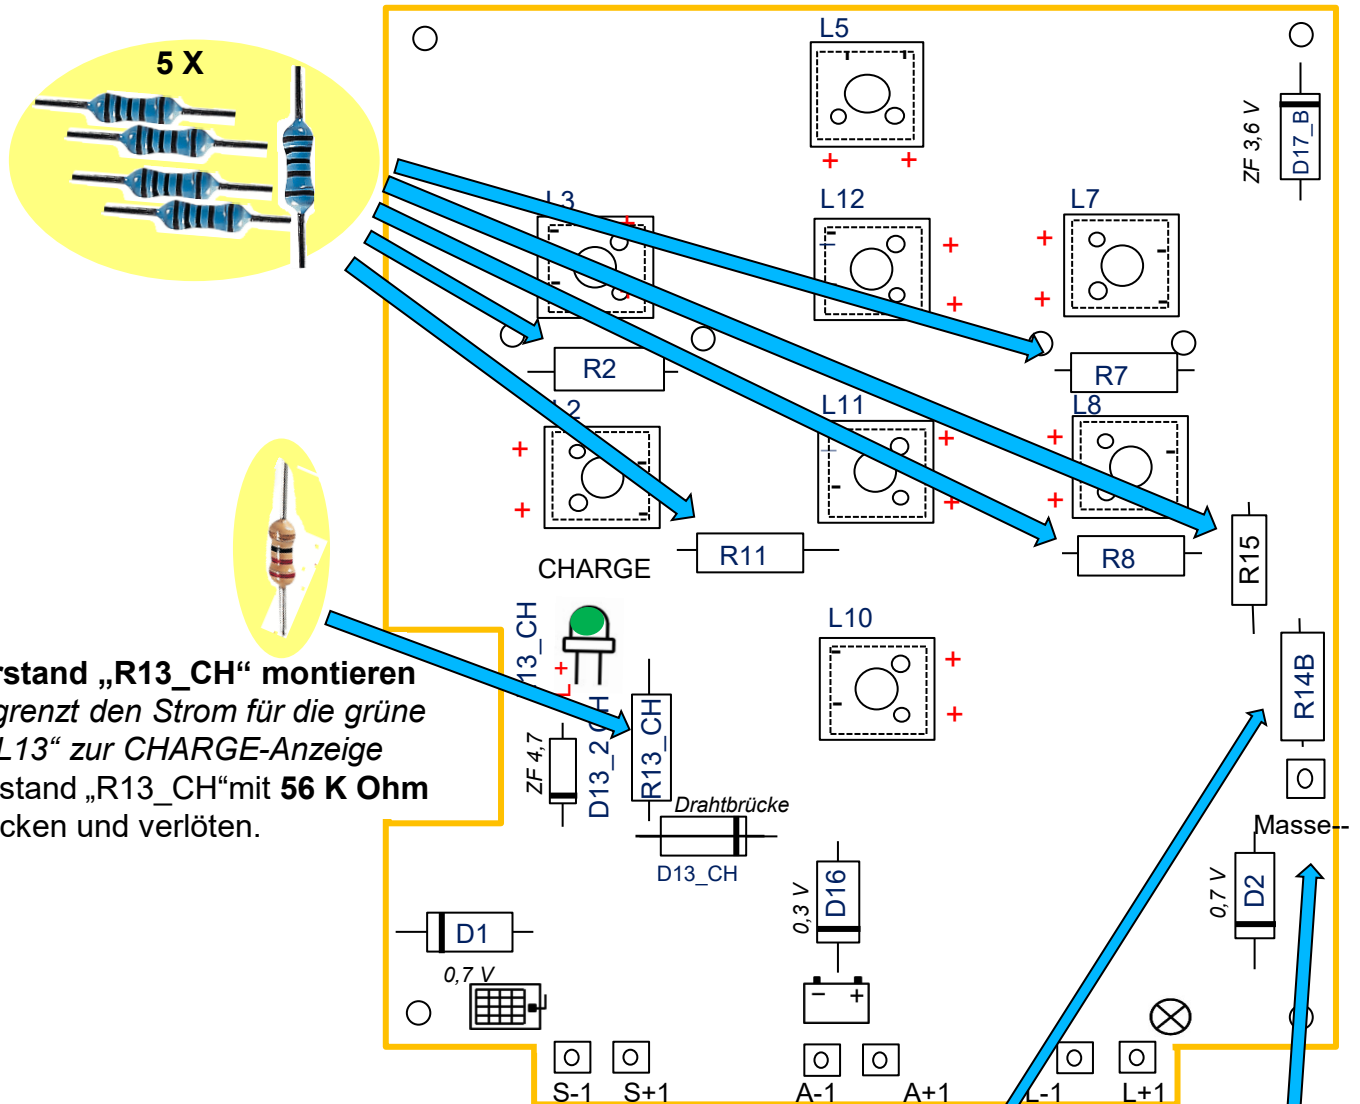 5 X
L5
ZF 3,6 V
D17_B
L3
L12
L7
R2
R7
L2
L11
L8
R11
R8
R15
CHARGE
L10
R14B
rstand „R13_CH“ montieren
grenzt den Strom für die grüne
L13“ zur CHARGE-Anzeige
stand „R13_CH“mit 56 K Ohm
cken und verlöten.
13_CH
ZF 4,7
D13_2_CH
R13_CH
Drahtbrücke
D13_CH
Masse--
0,3 V
D16
0,7 V
D2
D1
0,7 V
S-1
S+1
A-1
A+1
L-1
L+1